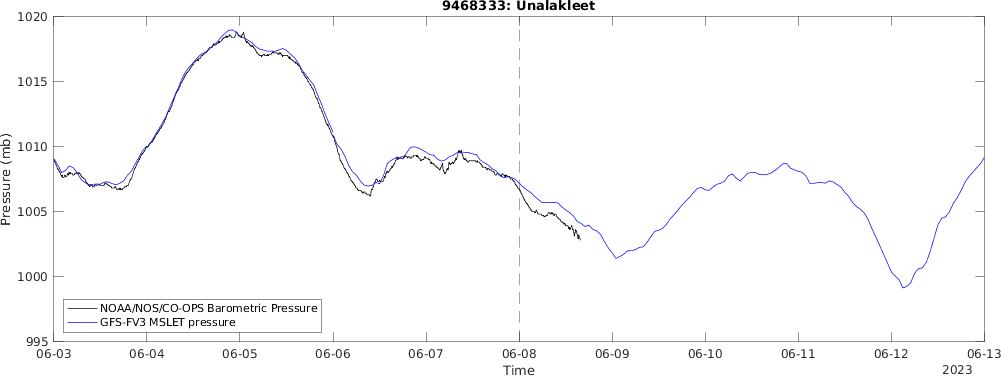 9468333: Unalakleet
1020
1015
1010
1005
1000
995
Pressure (mb)
NOAA/NOS/CO-OPS Barometric Pressure
GFS-FV3 MSLET pressure
06-03 06-04 06-05 06-06 06-07 06-08 06-09 06-10 06-11 06-12 06-13
Time
2023